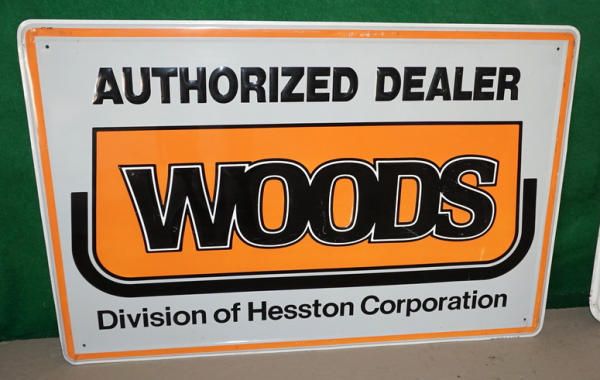 AUTHORIZED DEALER
WOODS
Division of Hesston Corporation